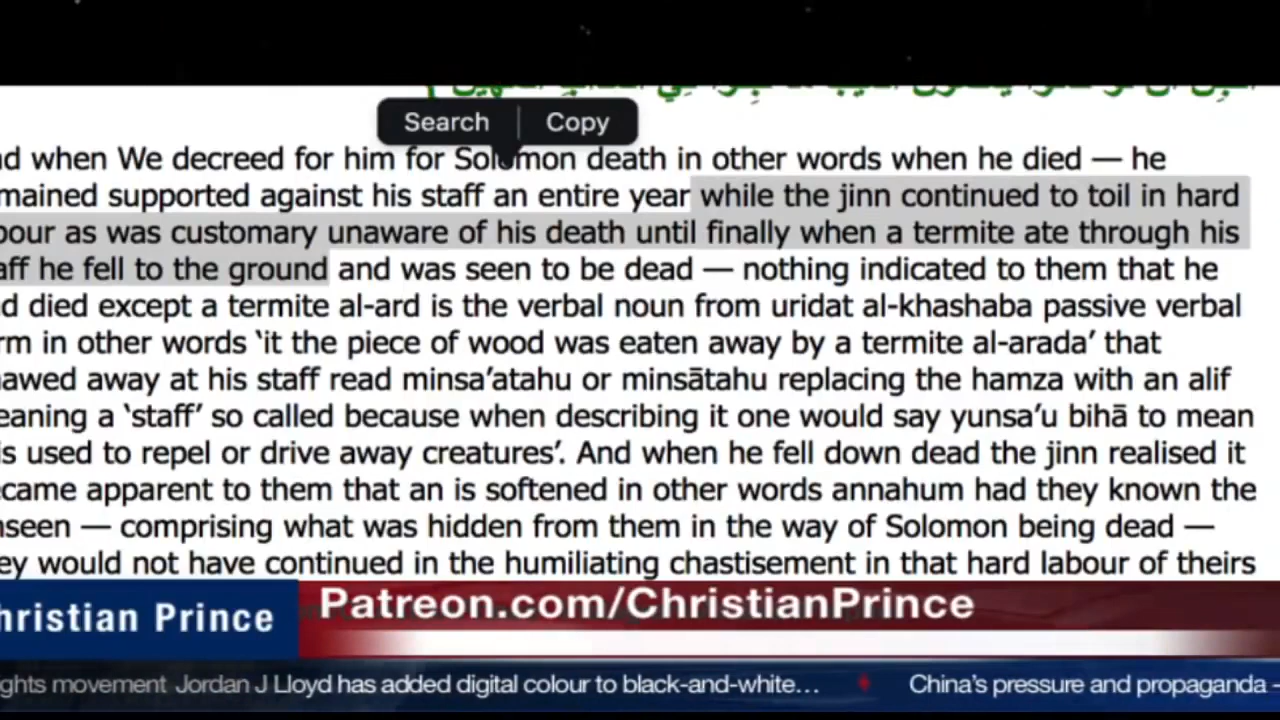 Search Copy
d when We decreed for him for Solomon death in other words when he died — he
mained supported against his staff an entire year while the jinn continued to toil in hard
our as was customary unaware of his death until finally when a termite ate through his
aff he fell to the ground and was seen to be dead — nothing indicated to them that he
d died except a termite al-ard is the verbal noun from uridat al-khashaba passive verbal
rm in other words ‘it the piece of wood was eaten away by a termite al-arada’ that
awed away at his staff read minsa’atahu or minsātahu replacing the hamza with an alif
eaning a ‘staff’ so called because when describing it one would say yunsa’u bihā to mean
is used to repel or drive away creatures’. And when he fell down dead the jinn realised it
came apparent to them that an is softened in other words annahum had they known the
seen — comprising what was hidden from them in the way of Solomon being dead —
ey would not have continued in the humiliating chastisement in that hard labour of theirs
hristian Prince
Patreon.com/ChristianPrince
ghts movement Jordan J Lloyd has added digital colour to black-and-white… China’s pressure and propaganda -